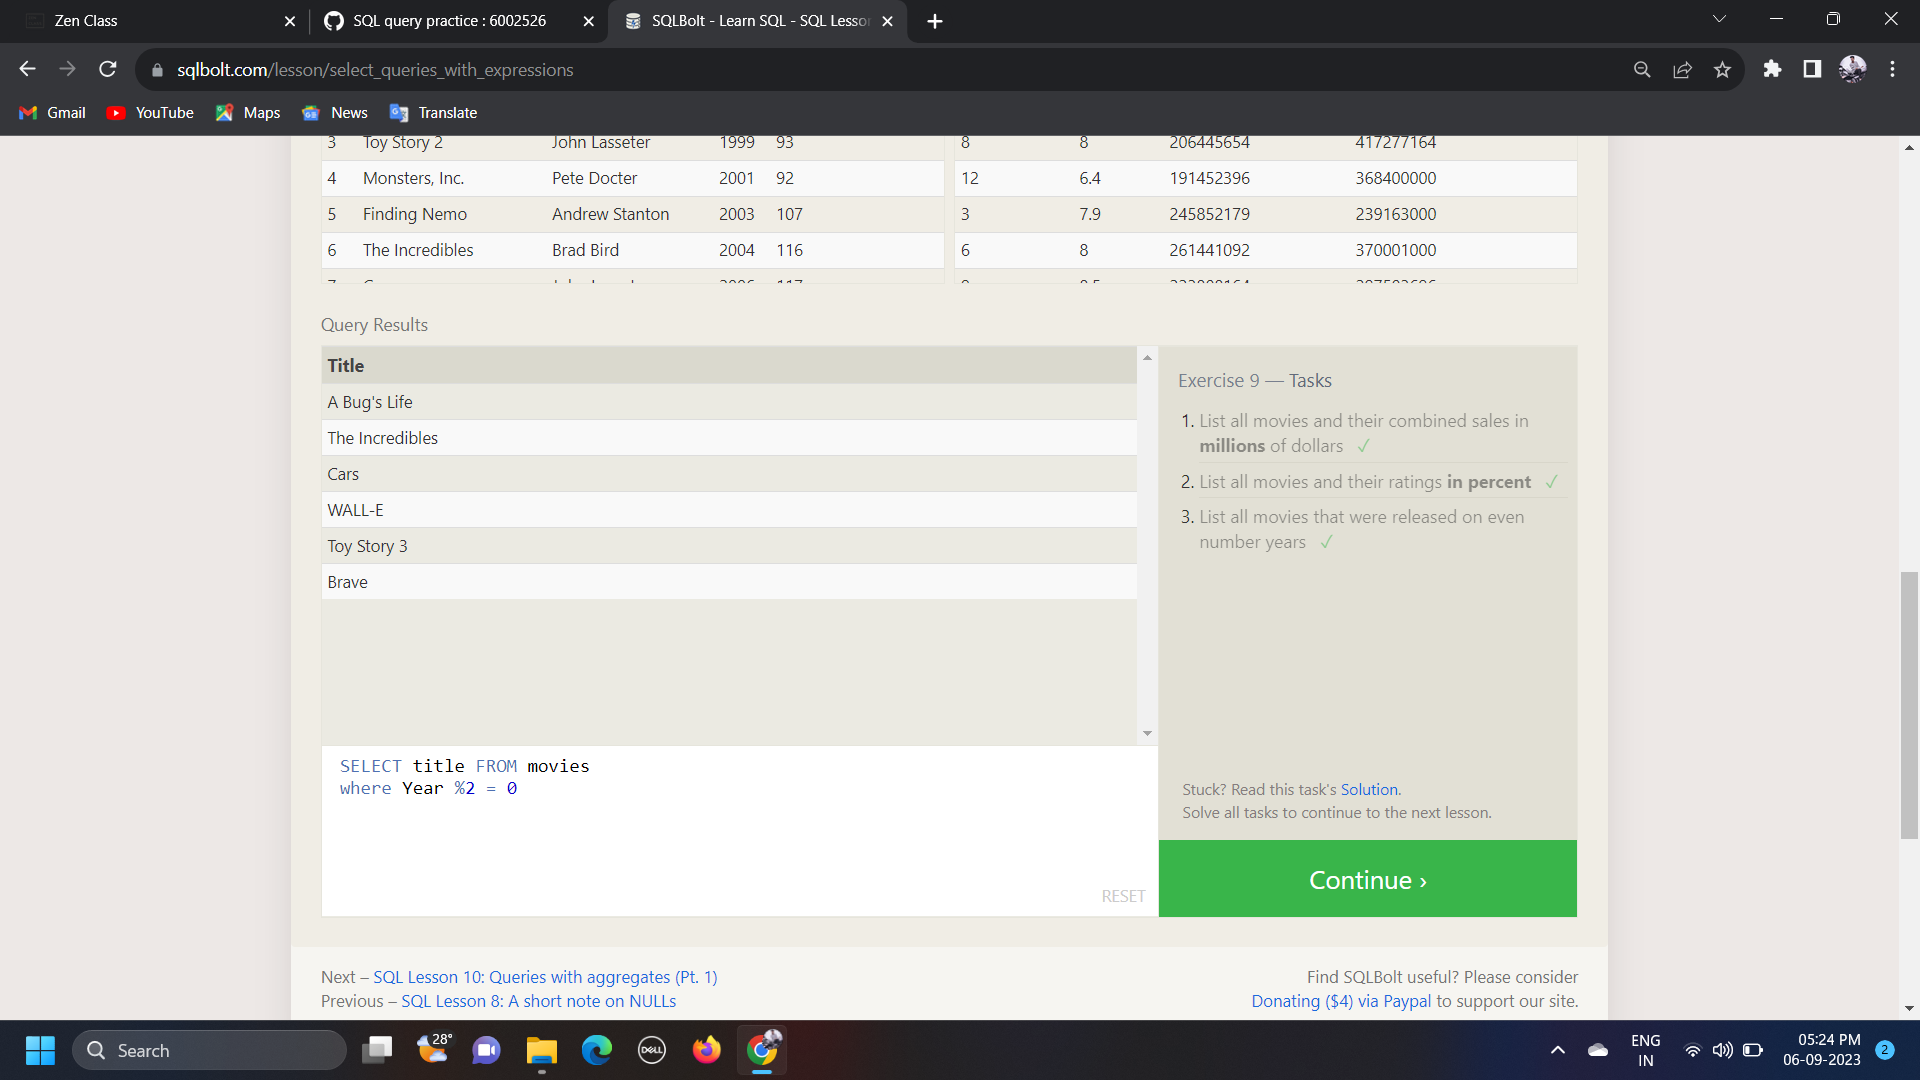 Zen Class
SQL query practice : 6002526
SQLBolt - Learn SQL - SQL Lesso
sqlbolt.com/lesson/select_queries_with_expressions
Gmail
YouTube
Maps
News
Translate
3 Toy Story 2 John Lasseter 1999 93 8 8 206445654 417277164
4 Monsters, Inc. Pete Docter 2001 92 12 6.4 191452396 368400000
5 Finding Nemo Andrew Stanton 2003 107 3 7.9 245852179 239163000
6 The Incredibles Brad Bird 2004 116 6 8 261441092 370001000
Query Results
Title
A Bug's Life
The Incredibles
Cars
WALL-E
Toy Story 3
Brave
Exercise 9 — Tasks
1. List all movies and their combined sales in
millions of dollars ✓
2. List all movies and their ratings in percent ✓
3. List all movies that were released on even
number years ✓
SELECT title FROM movies
where Year %2 = 0
RESET
Stuck? Read this task's Solution.
Solve all tasks to continue to the next lesson.
Continue ›
Next – SQL Lesson 10: Queries with aggregates (Pt. 1)
Previous – SQL Lesson 8: A short note on NULLs
Find SQLBolt useful? Please consider
Donating ($4) via Paypal to support our site.
Search
28°
DELL
ENG
IN
05:24 PM
06-09-2023
2